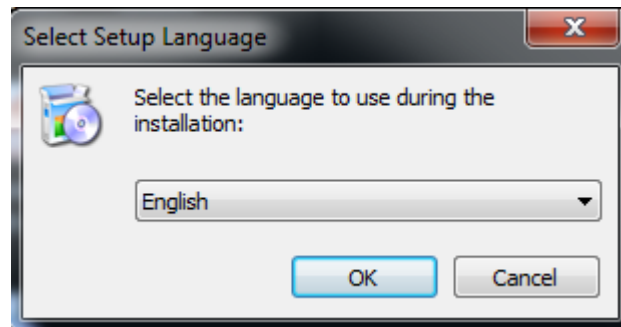 Select Setup Language
Select the language to use during the
installation:
English
OK
Cancel